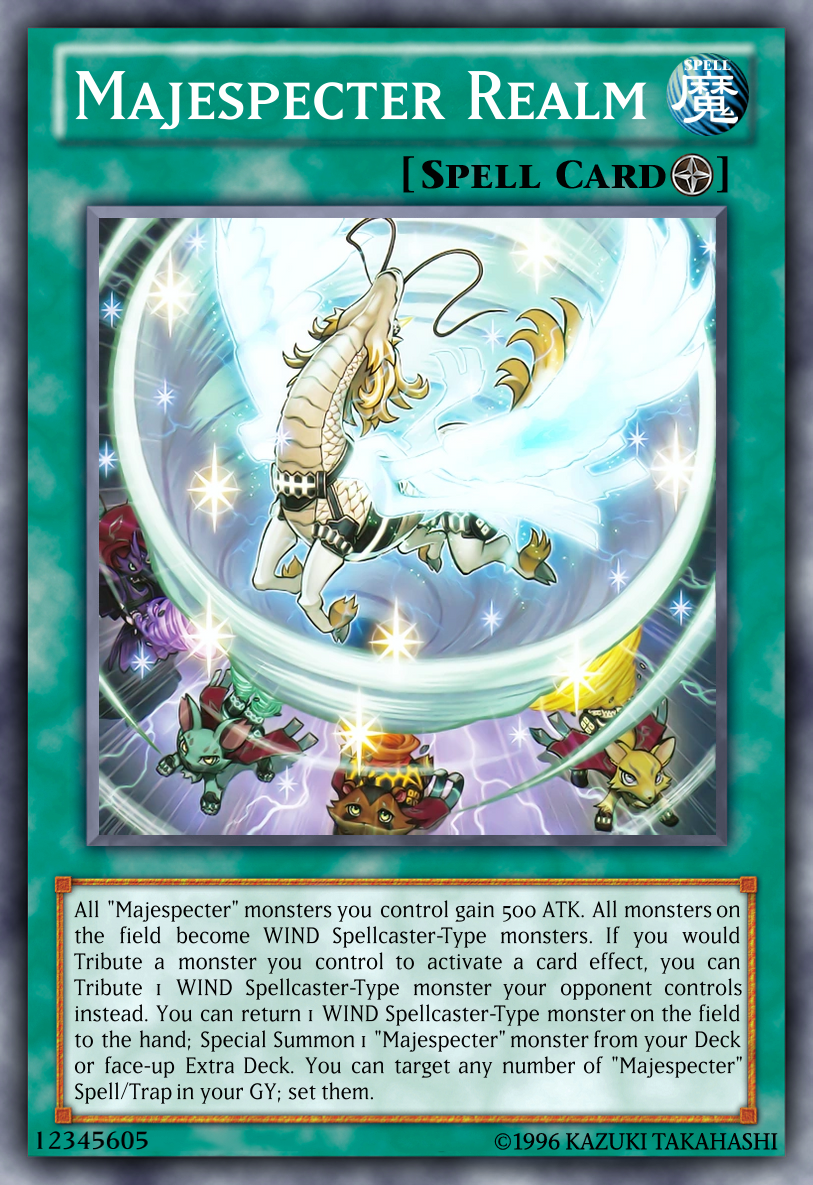 Majespecter Realm
SPELL
魔
[Spell Card]
All "Majespecter" monsters you control gain 500 ATK. All monsters on
the field become WIND Spellcaster-Type monsters. If you would
Tribute a monster you control to activate a card effect, you can
Tribute 1 WIND Spellcaster-Type monster your opponent controls
instead. You can return 1 WIND Spellcaster-Type monster on the field
to the hand; Special Summon 1 "Majespecter" monster from your Deck
or face-up Extra Deck. You can target any number of "Majespecter"
Spell/Trap in your GY; set them.
12345605
©1996 KAZUKI TAKAHASHI